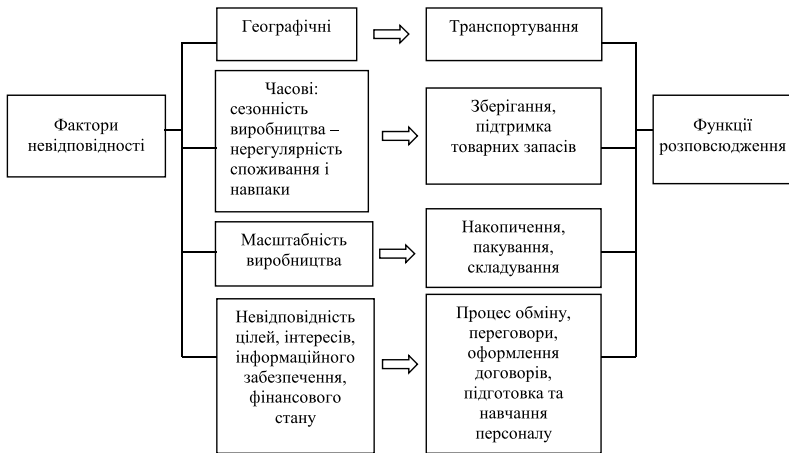 Географічні
Транспортування
Фактори
невідповідності
Часові:
сезонність
виробництва –
нерегулярність
споживання і
навпаки
Зберігання,
підтримка
товарних запасів
Функції
розповсюдження
Масштабність
виробництва
Накопичення,
пакування,
складування
Невідповідність
цілей, інтересів,
інформаційного
забезпечення,
фінансового
стану
Процес обміну,
переговори,
оформлення
договорів,
підготовка та
навчання
персоналу